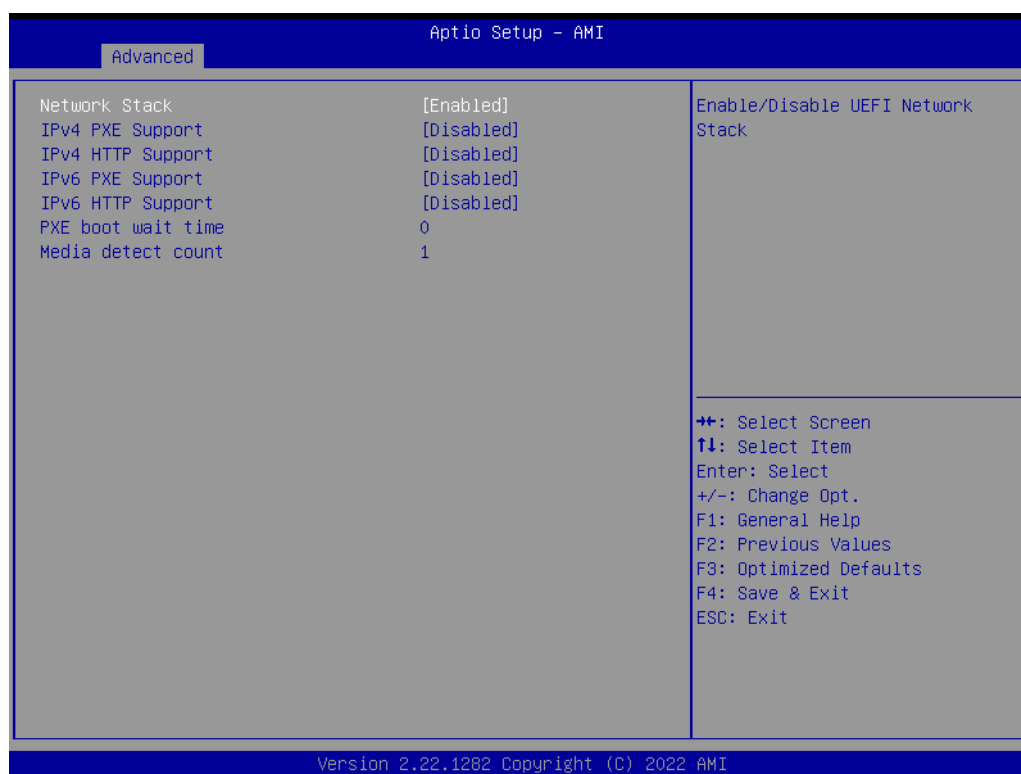 Aptio Setup – AMI
Advanced
Network Stack [Enabled]
IPv4 PXE Support [Disabled]
IPv4 HTTP Support [Disabled]
IPv6 PXE Support [Disabled]
IPv6 HTTP Support [Disabled]
PXE boot wait time 0
Media detect count 1
Enable/Disable UEFI Network
Stack
→←: Select Screen
↑↓: Select Item
Enter: Select
+/-: Change Opt.
F1: General Help
F2: Previous Values
F3: Optimized Defaults
F4: Save & Exit
ESC: Exit
Version 2.22.1282 Copyright (C) 2022 AMI